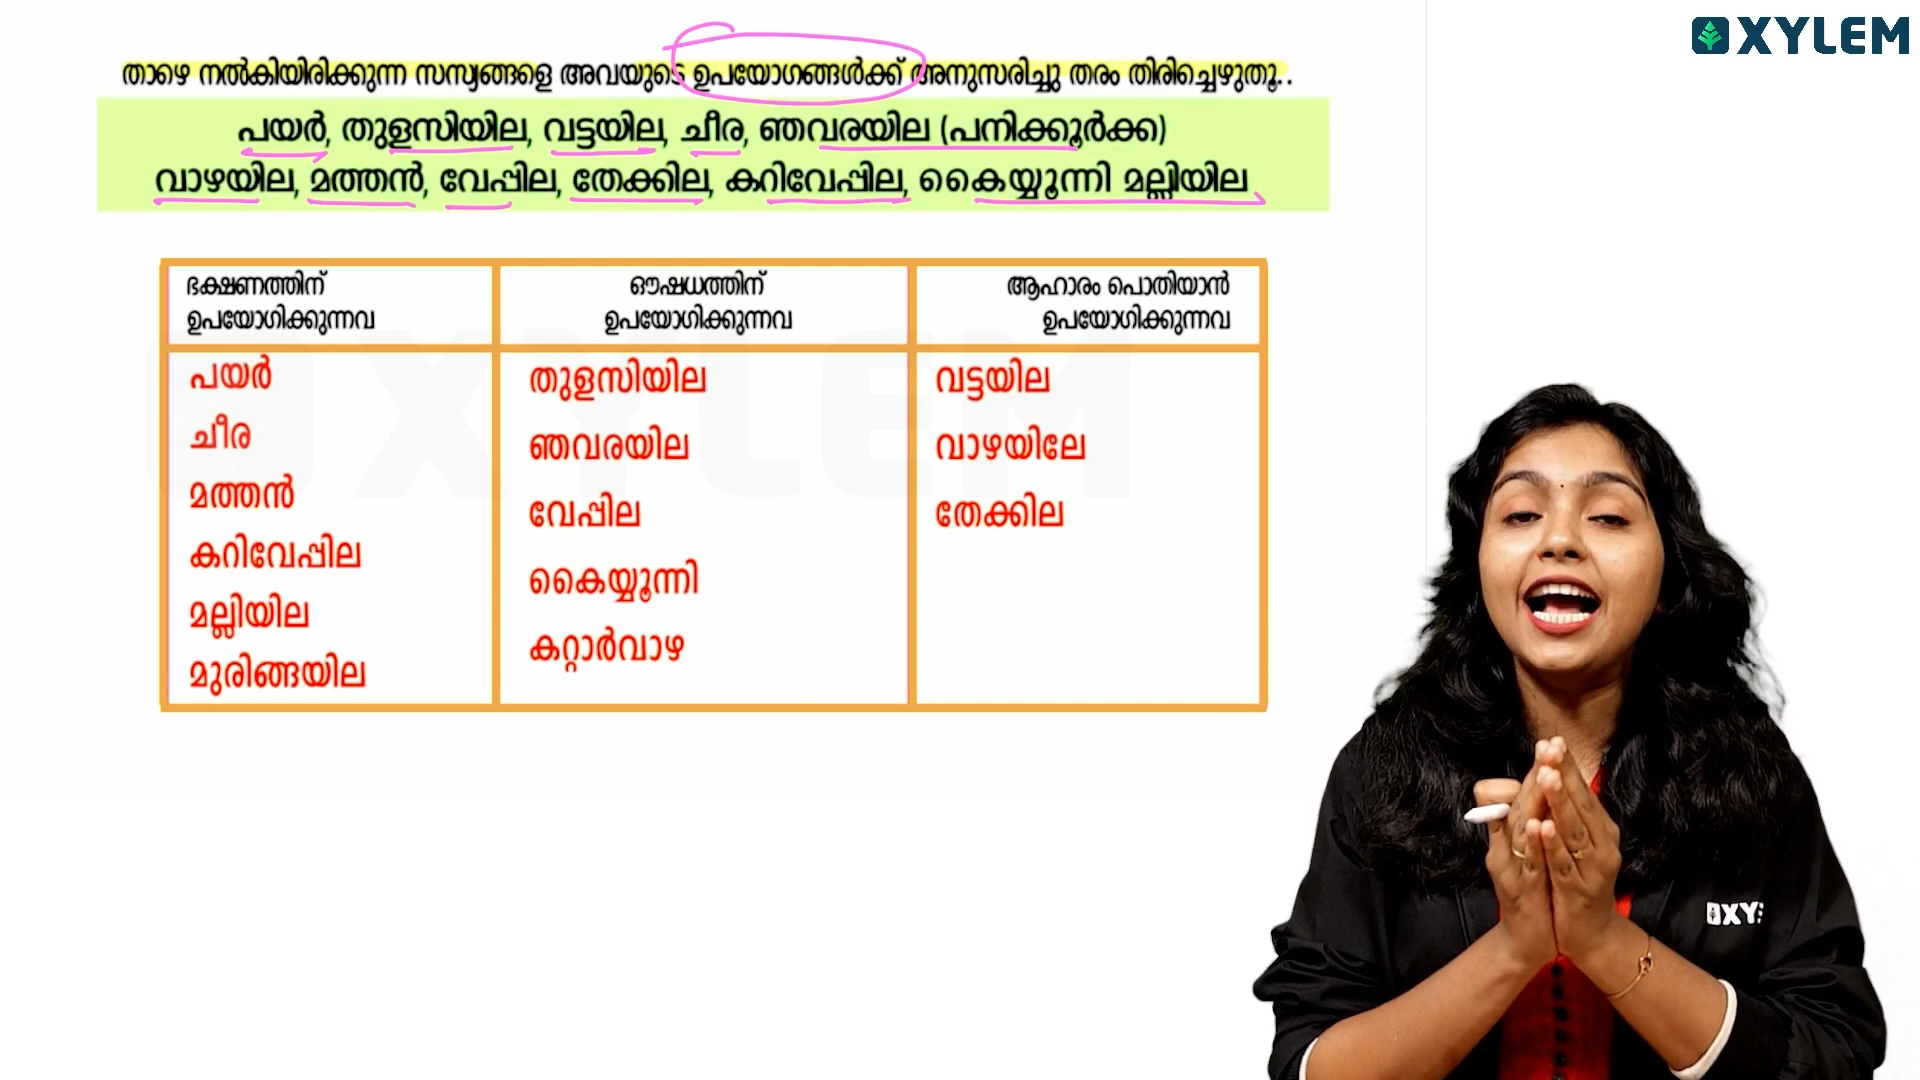 XYLEM
താഴെ നൽകിയിരിക്കുന്ന സസ്യങ്ങളെ അവയുടെ ഉപയോഗങ്ങൾക്ക് അനുസരിച്ചു തരം തിരിച്ചെഴുതൂ..
പയർ, തുളസിയില, വട്ടയില, ചീര, ഞവരയില (പനിക്കൂർക്ക)
വാഴയില, മത്തൻ, വേപ്പില, തേക്കില, കറിവേപ്പില, കൈയ്യൂന്നി മല്ലിയില
ഭക്ഷണത്തിന്
ഉപയോഗിക്കുന്നവ
ഔഷധത്തിന്
ഉപയോഗിക്കുന്നവ
ആഹാരം പൊതിയാൻ
ഉപയോഗിക്കുന്നവ
പയർ
ചീര
മത്തൻ
കറിവേപ്പില
മല്ലിയില
മുരിങ്ങയില
തുളസിയില
ഞവരയില
വേപ്പില
കൈയ്യൂന്നി
കറ്റാർവാഴ
വട്ടയില
വാഴയിലേ
തേക്കില
XYLEM